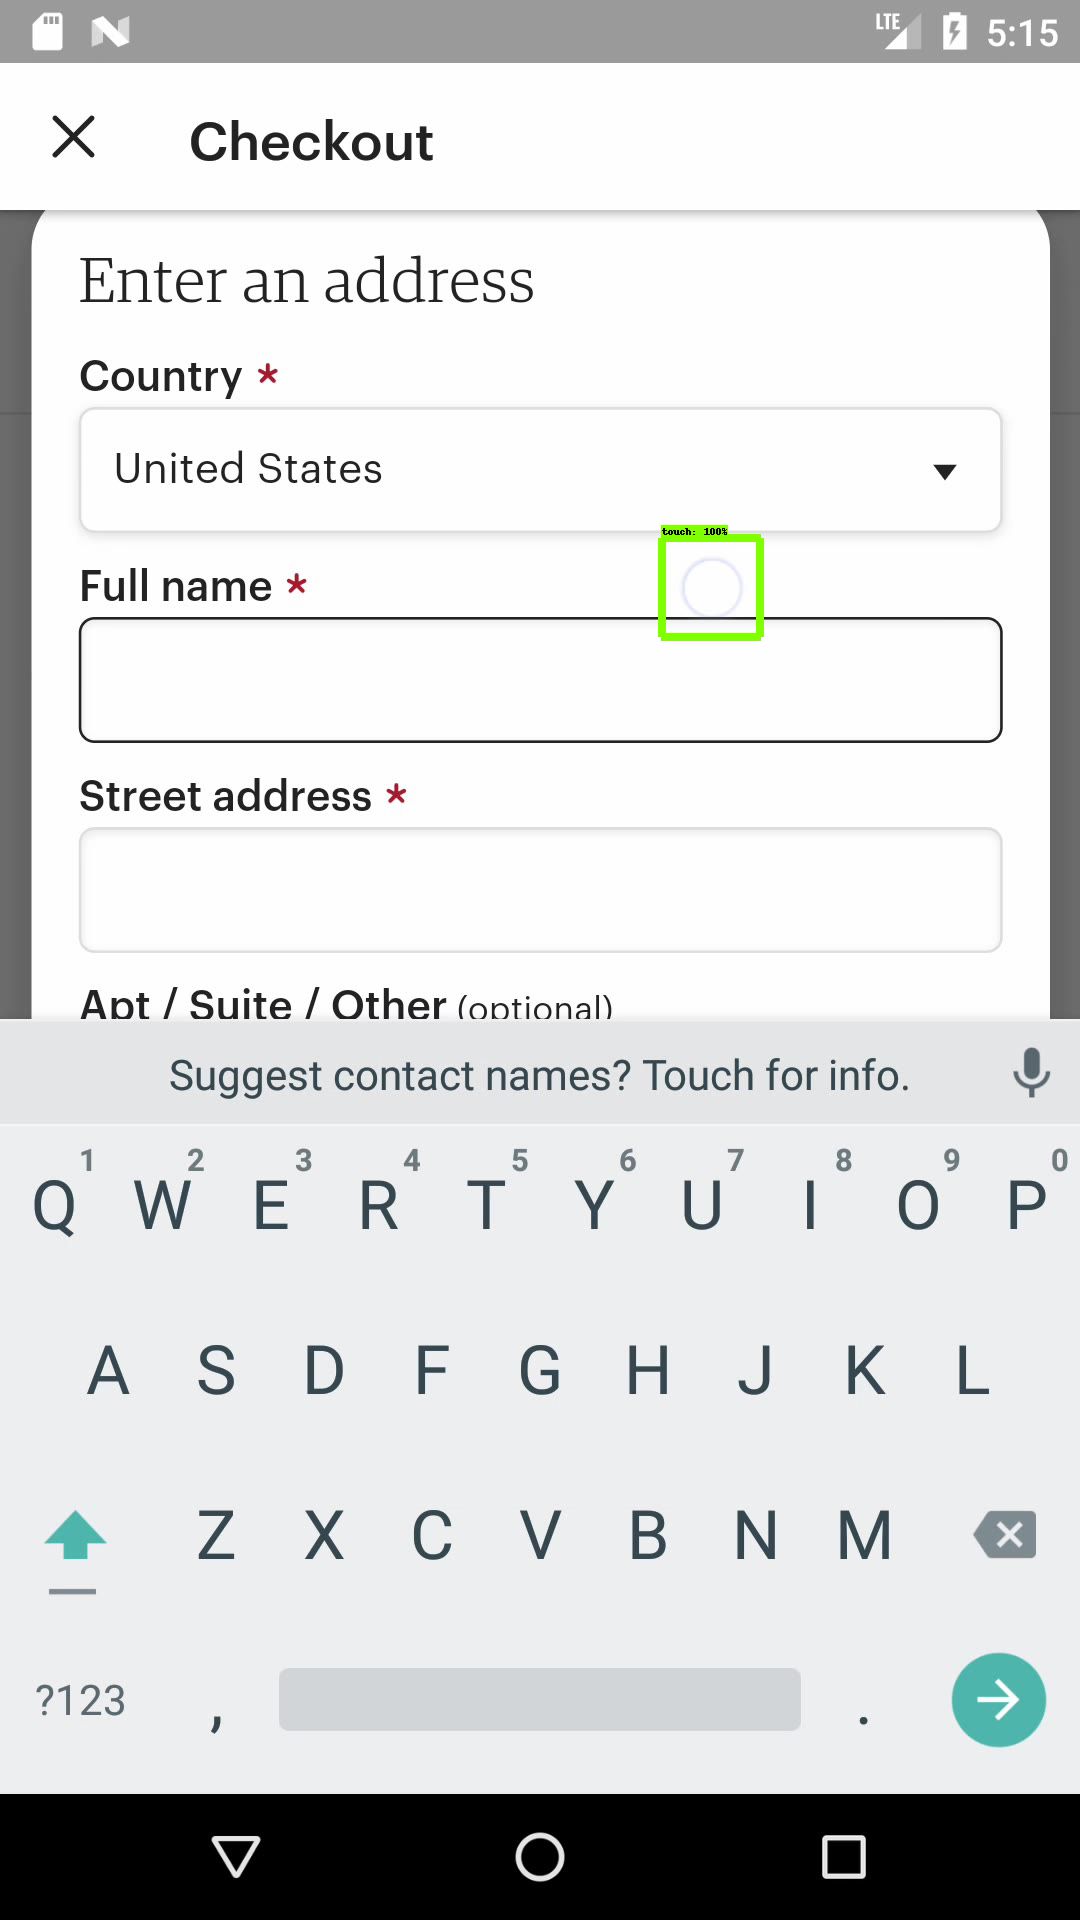 LTE 5:15
Checkout
Enter an address
Country *
United States
touch: 100%
Full name *
Street address *
Apt / Suite / Other (optional)
Suggest contact names? Touch for info.
1 2 3 4 5 6 7 8 9 0
Q W E R T Y U I O P
A S D F G H J K L
Z X C V B N M
?123 , .